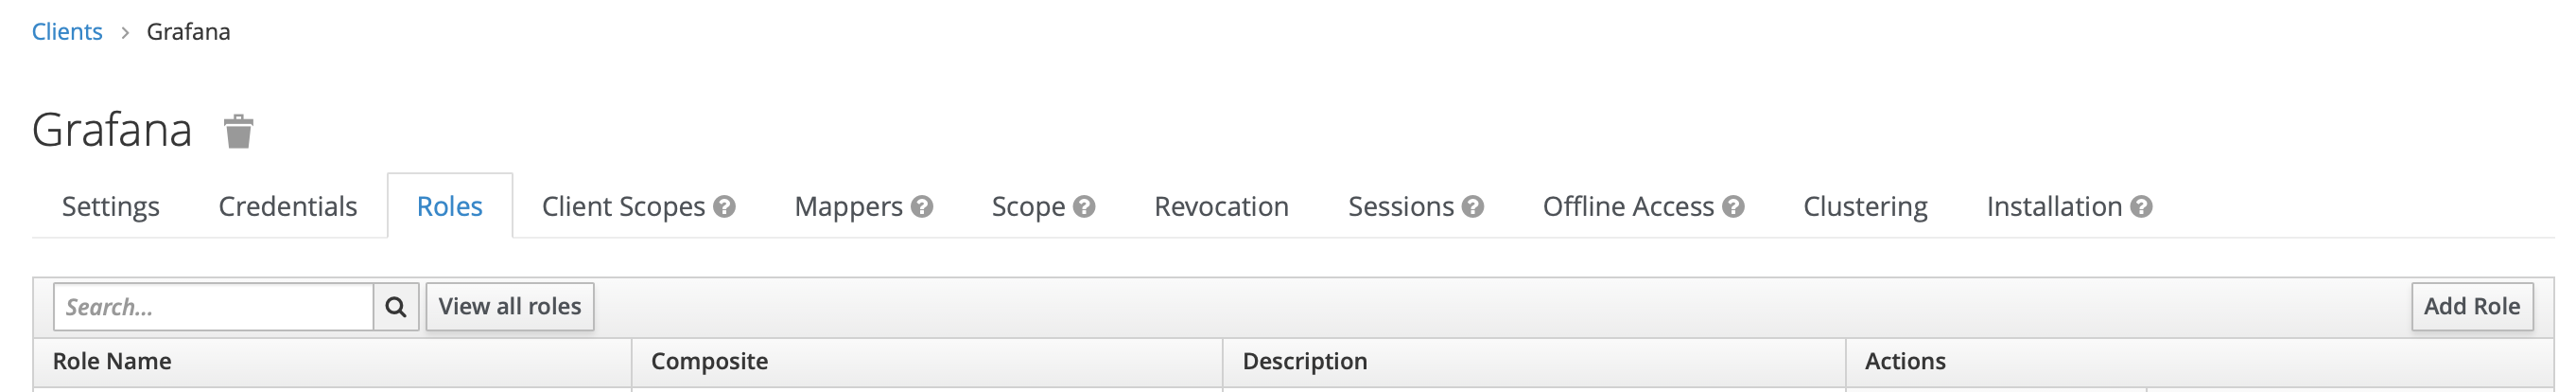 Clients > Grafana
Grafana
Settings Credentials Roles Client Scopes Mappers Scope Revocation Sessions Offline Access Clustering Installation
Search... View all roles Add Role
Role Name Composite Description Actions